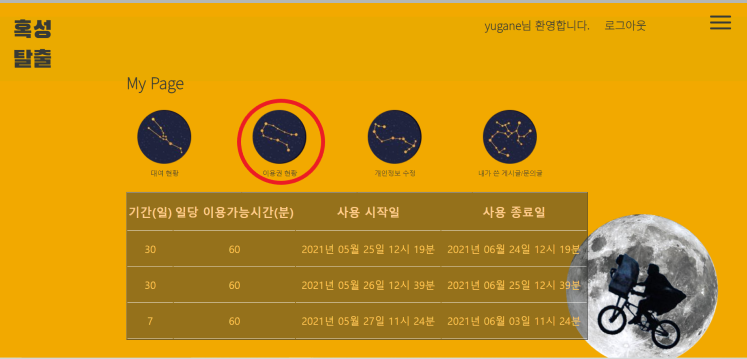 혹성
탈출
yugane님 환영합니다. 로그아웃
My Page
대여 현황 이용권 현황 개인정보 수정 내가 쓴 게시글/문의글
기간(일) 일당 이용가능시간(분) 사용 시작일 사용 종료일
30 60 2021년 05월 25일 12시 19분 2021년 06월 24일 12시 19분
30 60 2021년 05월 26일 12시 39분 2021년 06월 25일 12시 39분
7 60 2021년 05월 27일 11시 24분 2021년 06월 03일 11시 24분